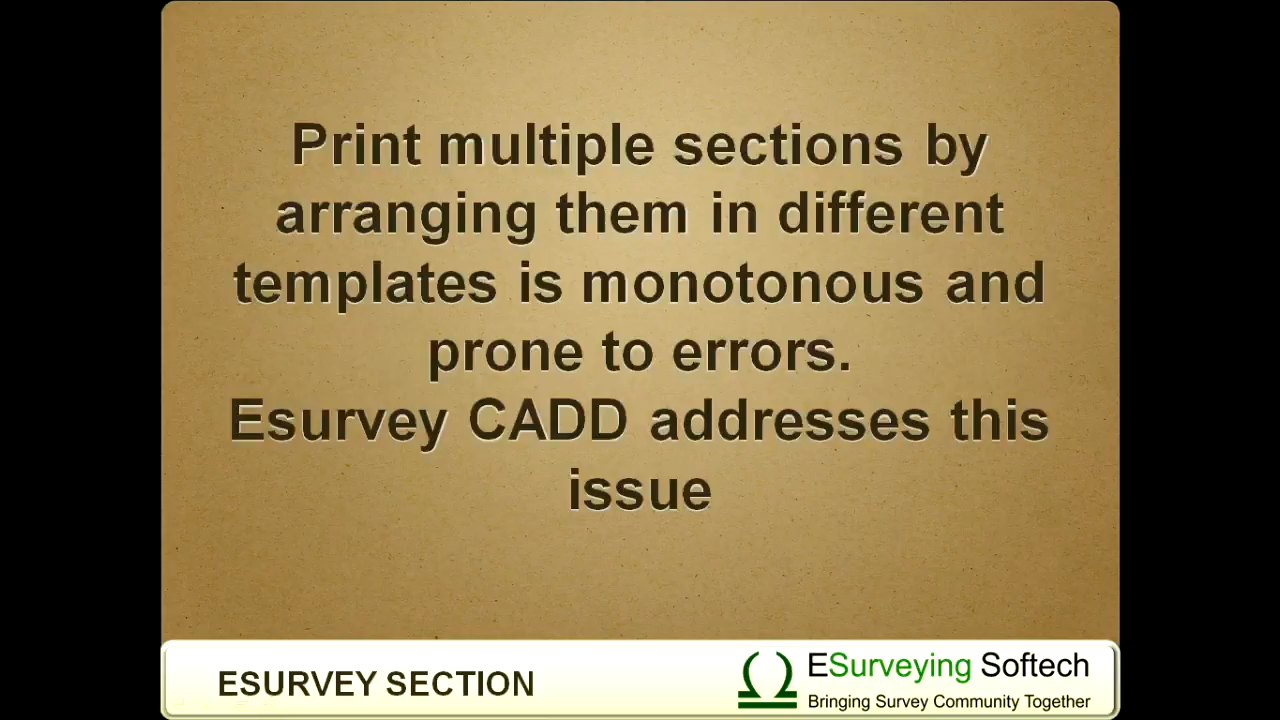 Print multiple sections by
arranging them in different
templates is monotonous and
prone to errors.
Esurvey CADD addresses this
issue
ESURVEY SECTION
ESurveying Softech
Bringing Survey Community Together